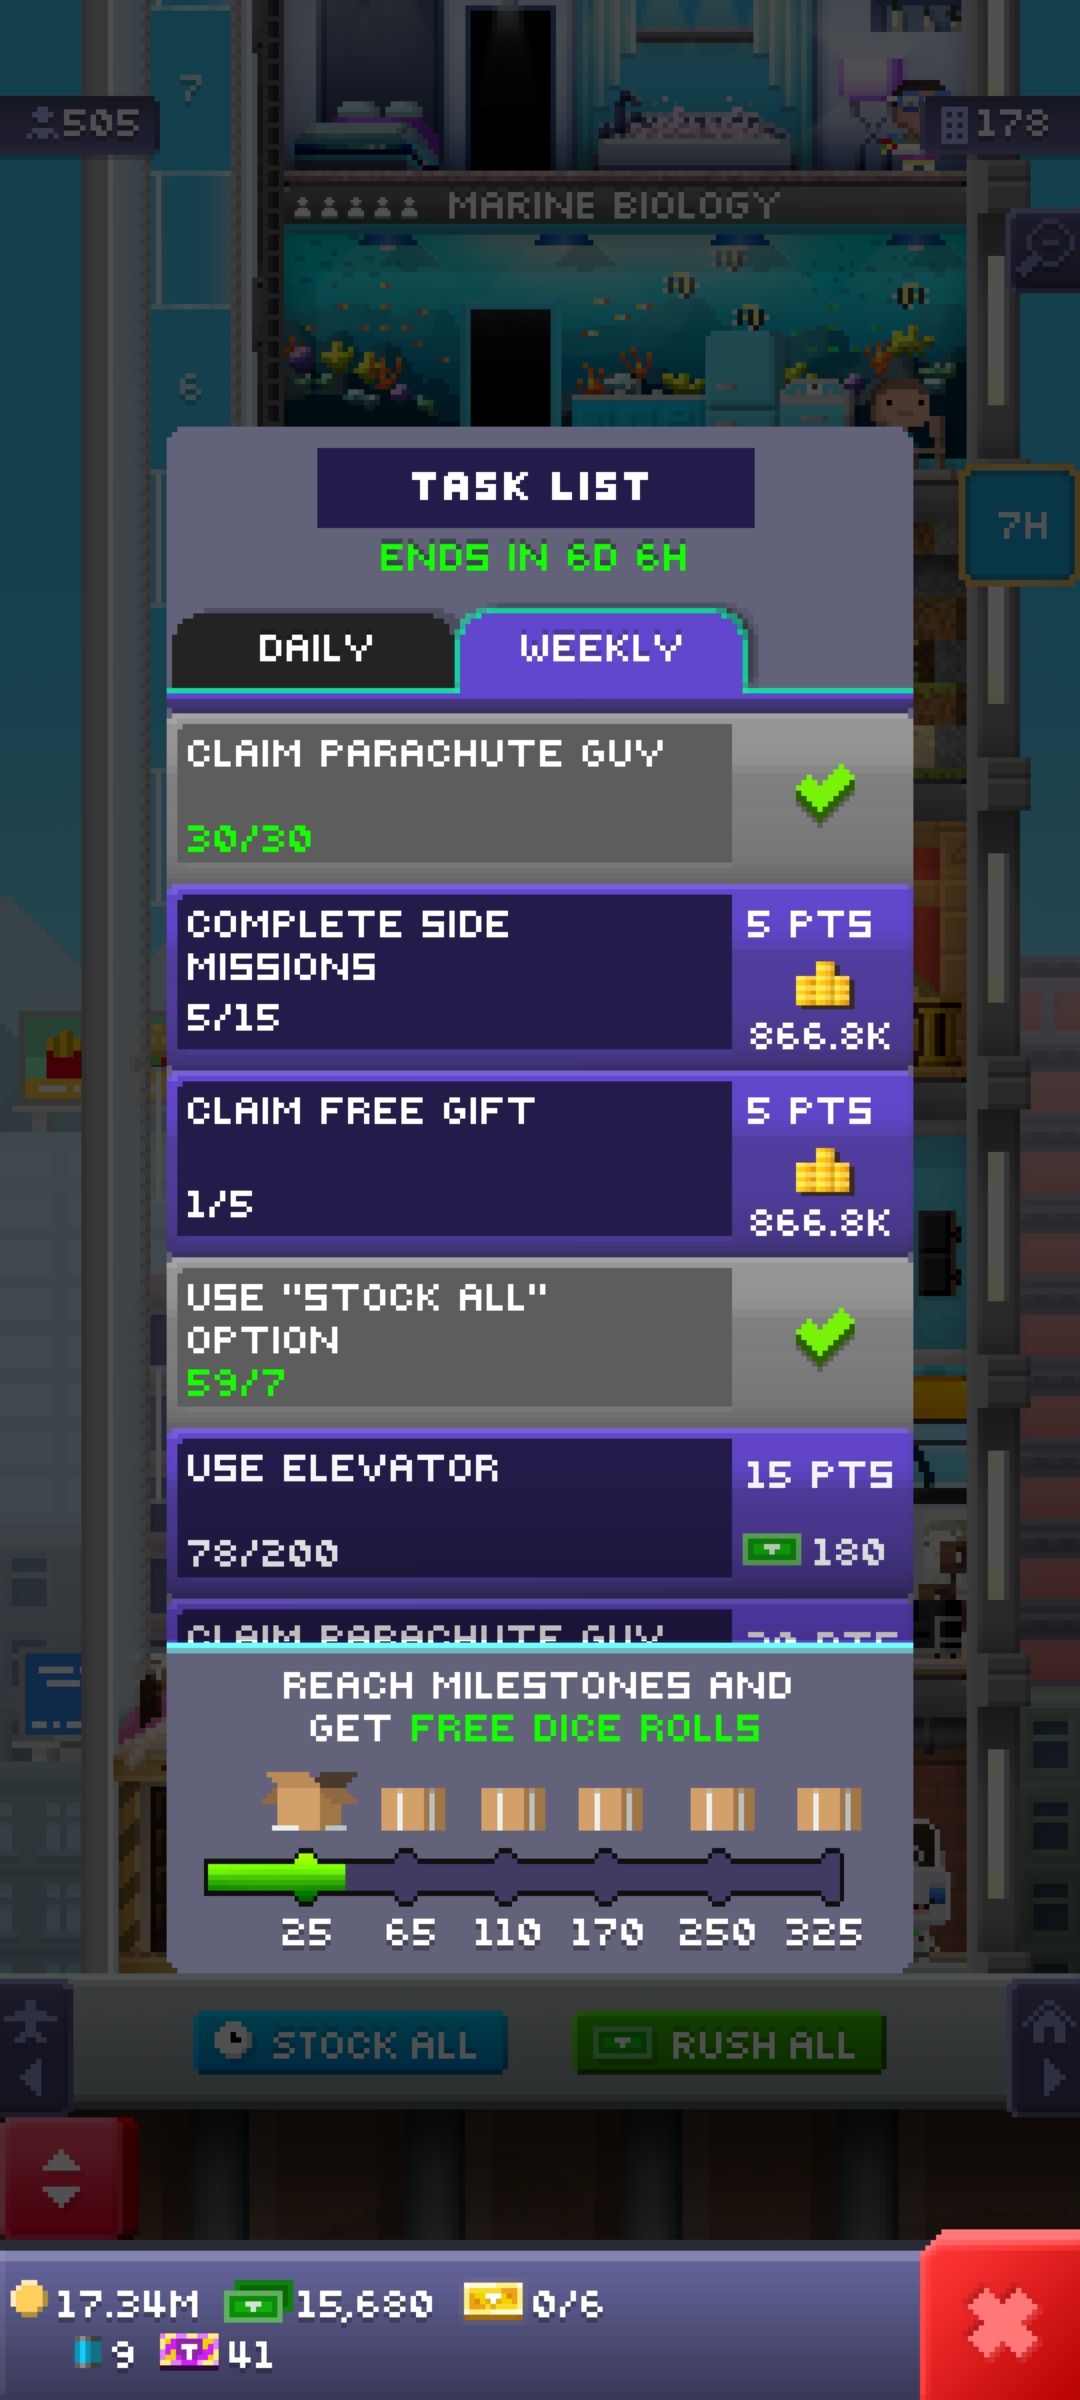 7
505
178
MARINE BIOLOGY
6
TASK LIST
ENDS IN 6D 6H
7H
DAILY
WEEKLY
CLAIM PARACHUTE GUY
30/30
COMPLETE SIDE
MISSIONS
5/15
5 PTS
866.8K
CLAIM FREE GIFT
1/5
5 PTS
866.8K
USE "STOCK ALL"
OPTION
59/7
USE ELEVATOR
78/200
15 PTS
180
CLAIM PARACHUTE GUY
PTS
REACH MILESTONES AND
GET FREE DICE ROLLS
25 65 110 170 250 325
STOCK ALL
RUSH ALL
17.34M 15,680 0/6
9 41